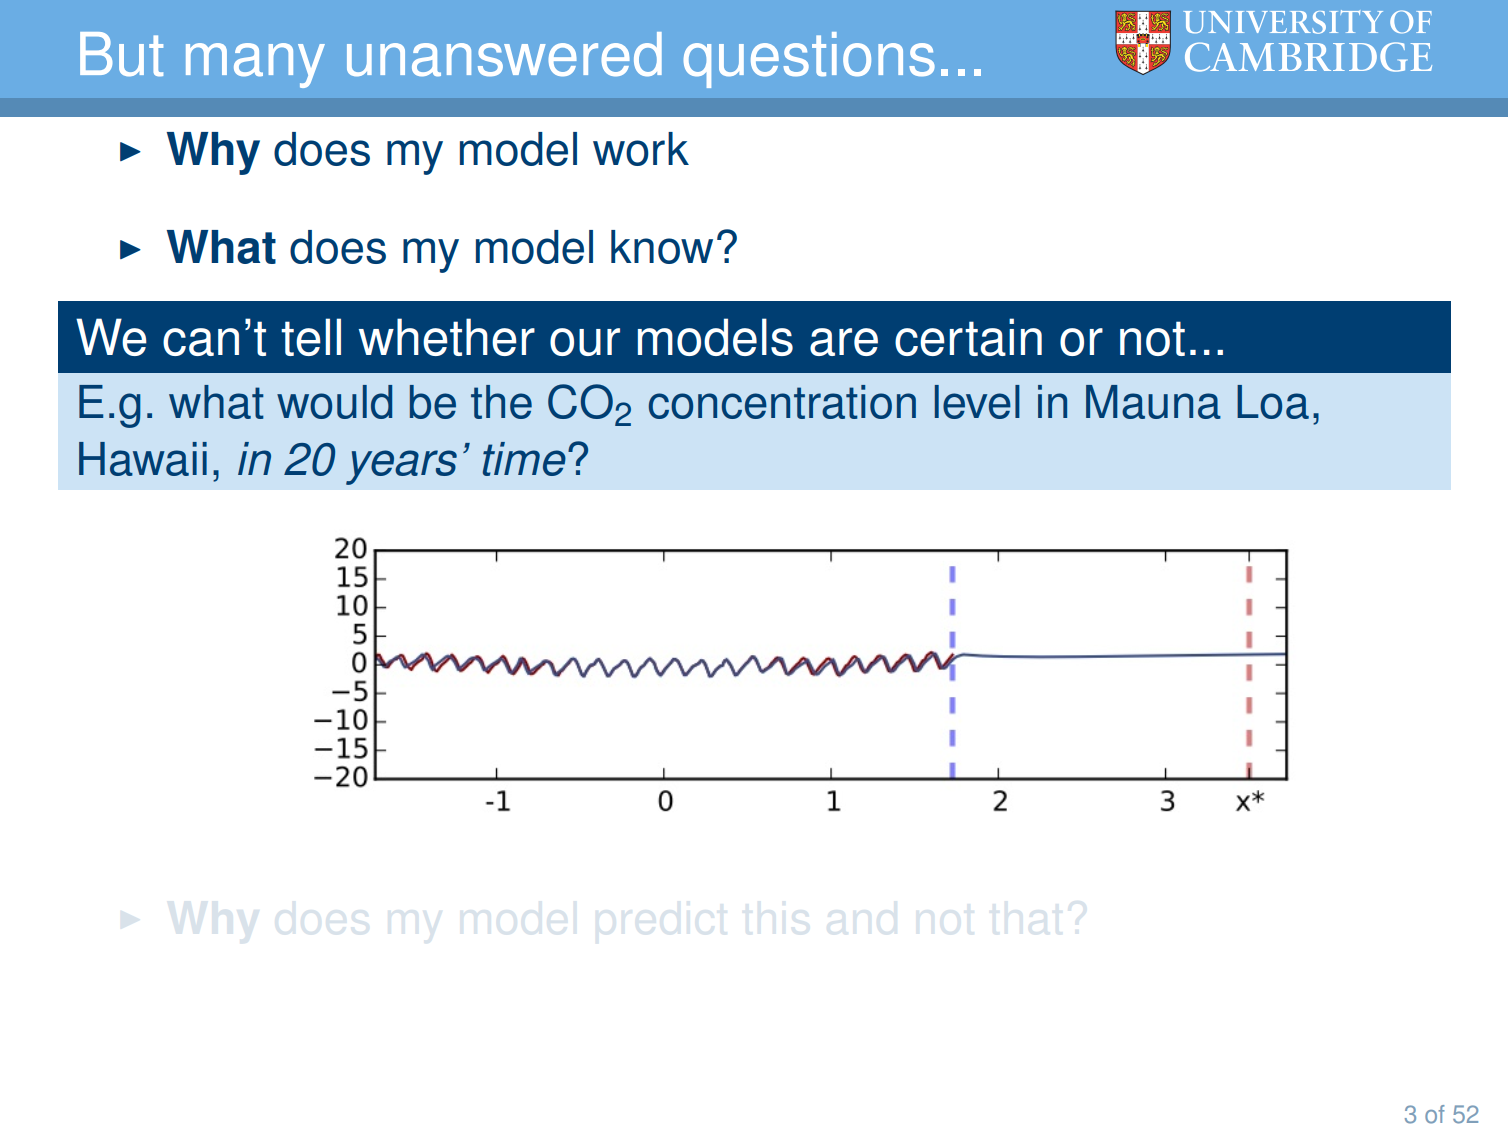 But many unanswered questions...
UNIVERSITY OF
CAMBRIDGE
▶ Why does my model work
▶ What does my model know?
We can't tell whether our models are certain or not...
E.g. what would be the CO₂ concentration level in Mauna Loa,
Hawaii, in 20 years' time?
20
15
10
5
0
−5
−10
−15
−20
-1 0 1 2 3 x*
▶ Why does my model predict this and not that?
3 of 52